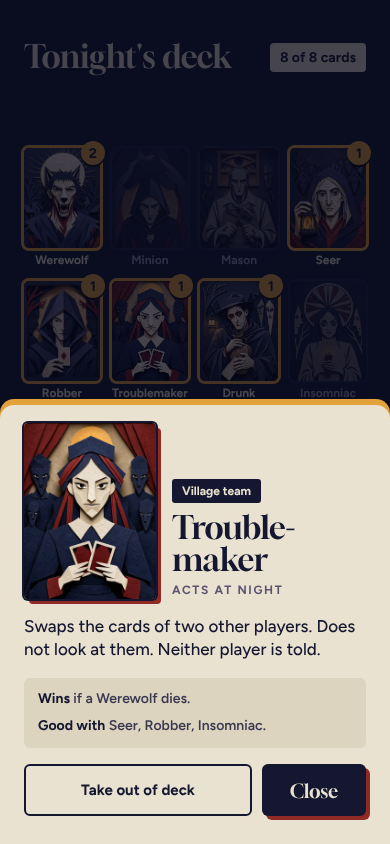 Tonight's deck
8 of 8 cards
2
1
Werewolf
Minion
Mason
Seer
1
1
1
Robber
Troublemaker
Drunk
Insomniac
Village team
Trouble-
maker
ACTS AT NIGHT
Swaps the cards of two other players. Does
not look at them. Neither player is told.
Wins if a Werewolf dies.
Good with Seer, Robber, Insomniac.
Take out of deck
Close